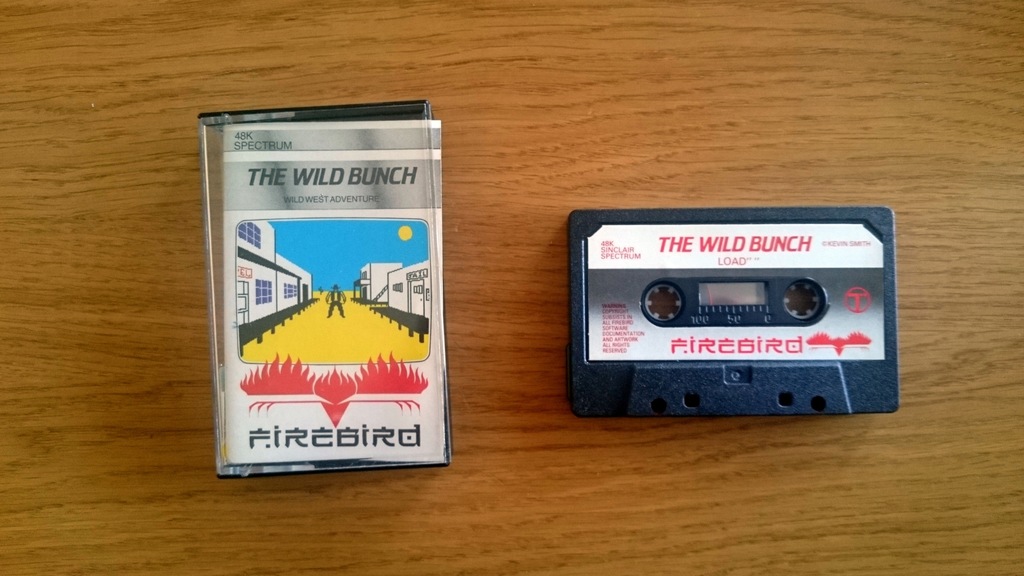 48K
SPECTRUM
THE WILD BUNCH
WILD WEST ADVENTURE
EL
JAIL
FIREBIRD
48K
SINCLAIR
SPECTRUM
THE WILD BUNCH
LOAD" "
©KEVIN SMITH
WARNING
COPYRIGHT
SUBSISTS IN
ALL FIREBIRD
SOFTWARE
DOCUMENTATION
AND ARTWORK
ALL RIGHTS
RESERVED
100 50 0
FIREBIRD